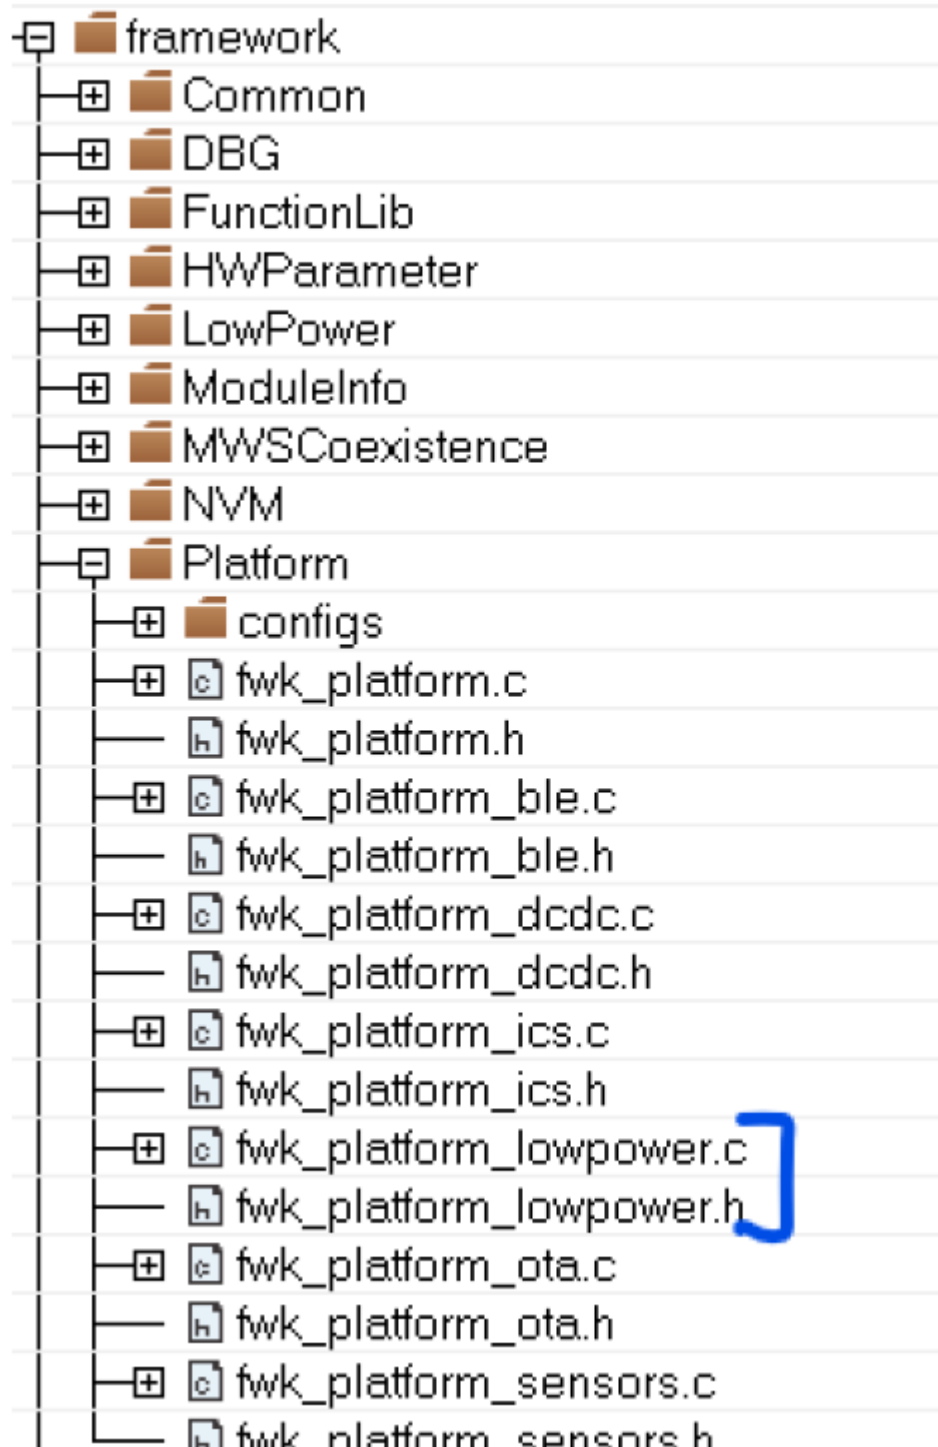 framework
Common
DBG
FunctionLib
HWParameter
LowPower
ModuleInfo
MWSCoexistence
NVM
Platform
configs
fwk_platform.c
fwk_platform.h
fwk_platform_ble.c
fwk_platform_ble.h
fwk_platform_dcdc.c
fwk_platform_dcdc.h
fwk_platform_ics.c
fwk_platform_ics.h
fwk_platform_lowpower.c
fwk_platform_lowpower.h
fwk_platform_ota.c
fwk_platform_ota.h
fwk_platform_sensors.c
fwk_platform_sensors.h